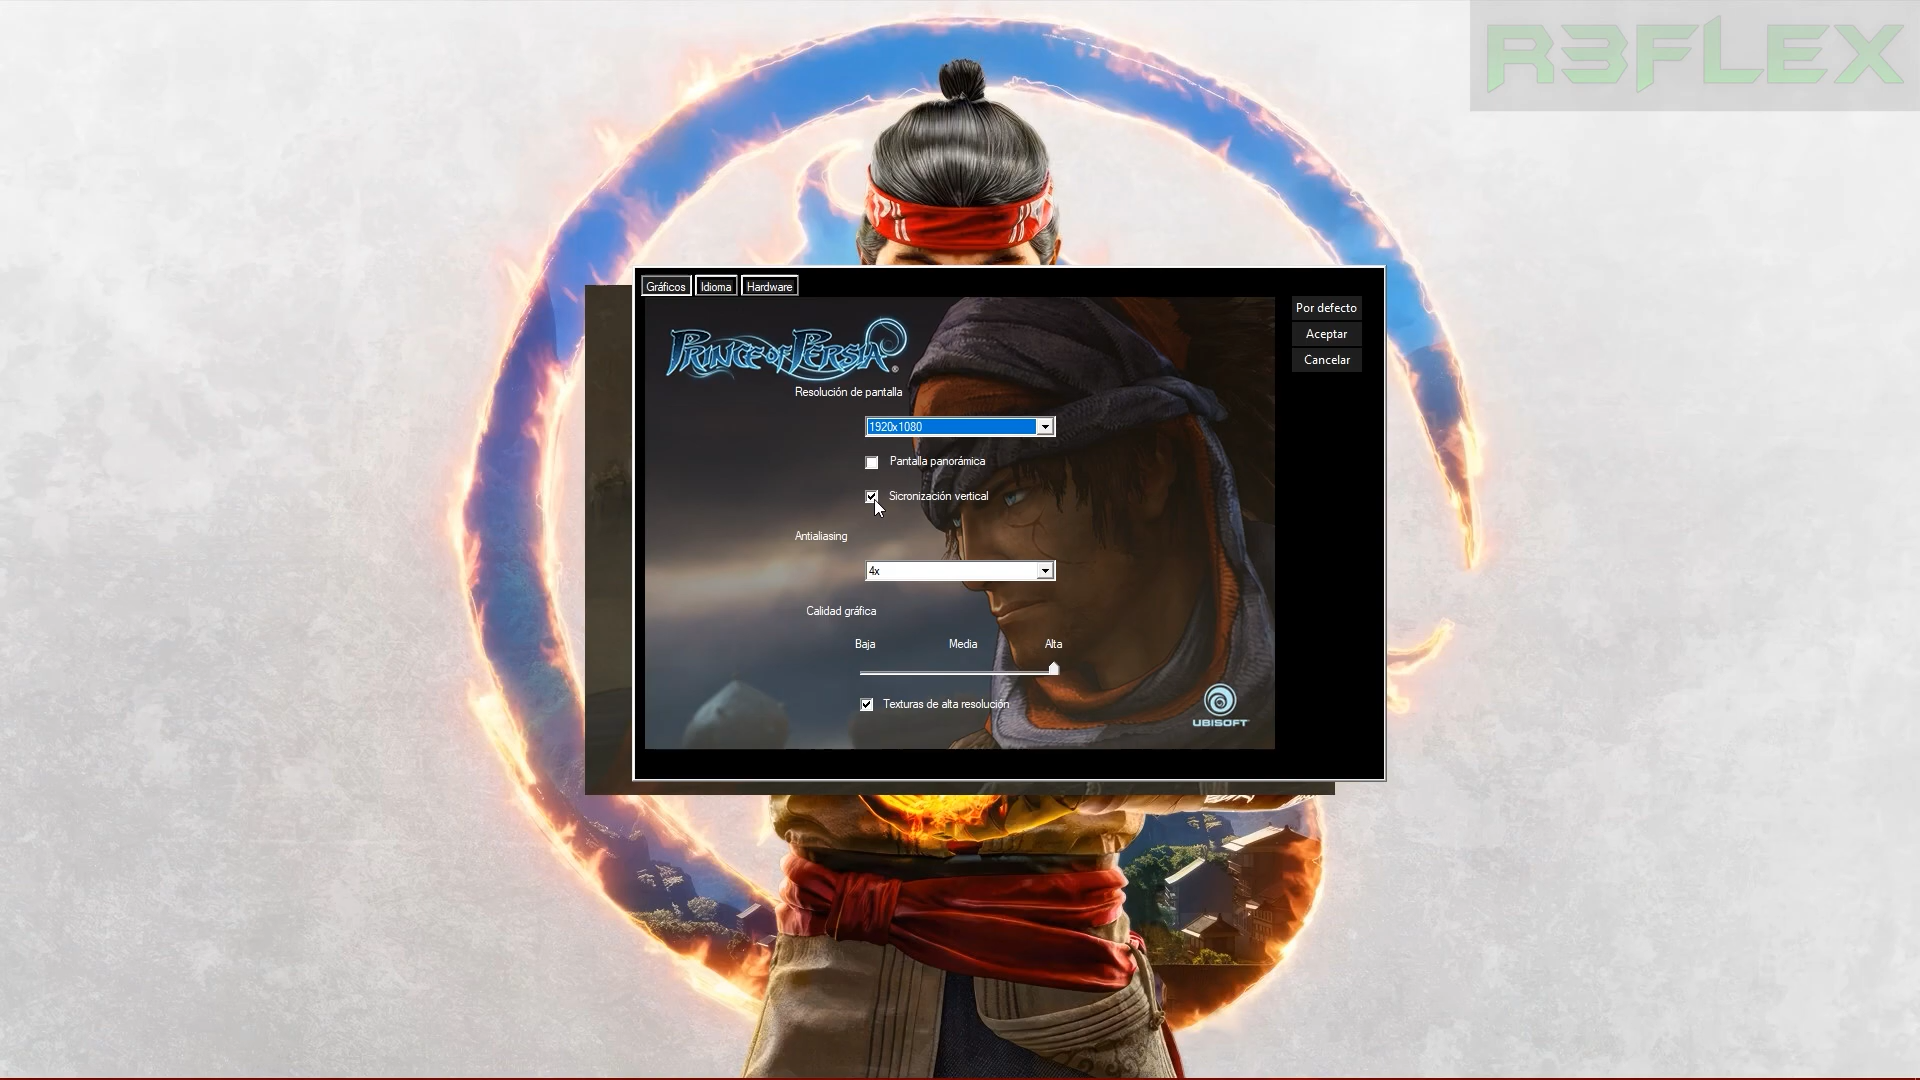 R3FLEX
Gráficos Idioma Hardware
Por defecto
Aceptar
Cancelar
PRINCE OF PERSIA®
Resolución de pantalla
1920x1080
Pantalla panorámica
Sicronización vertical
Antialiasing
4x
Calidad gráfica
Baja Media Alta
Texturas de alta resolución
UBISOFT